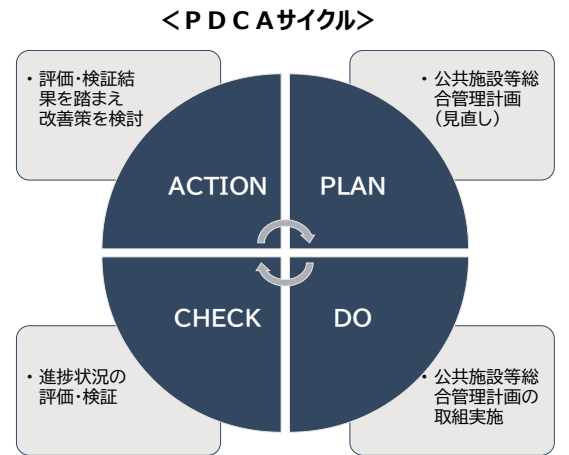 ＜ＰＤＣＡサイクル＞
・評価・検証結
果を踏まえ
改善策を検討
・公共施設等総
合管理計画
（見直し）
ACTION
PLAN
CHECK
DO
・進捗状況の
評価・検証
・公共施設等総
合管理計画の
取組実施